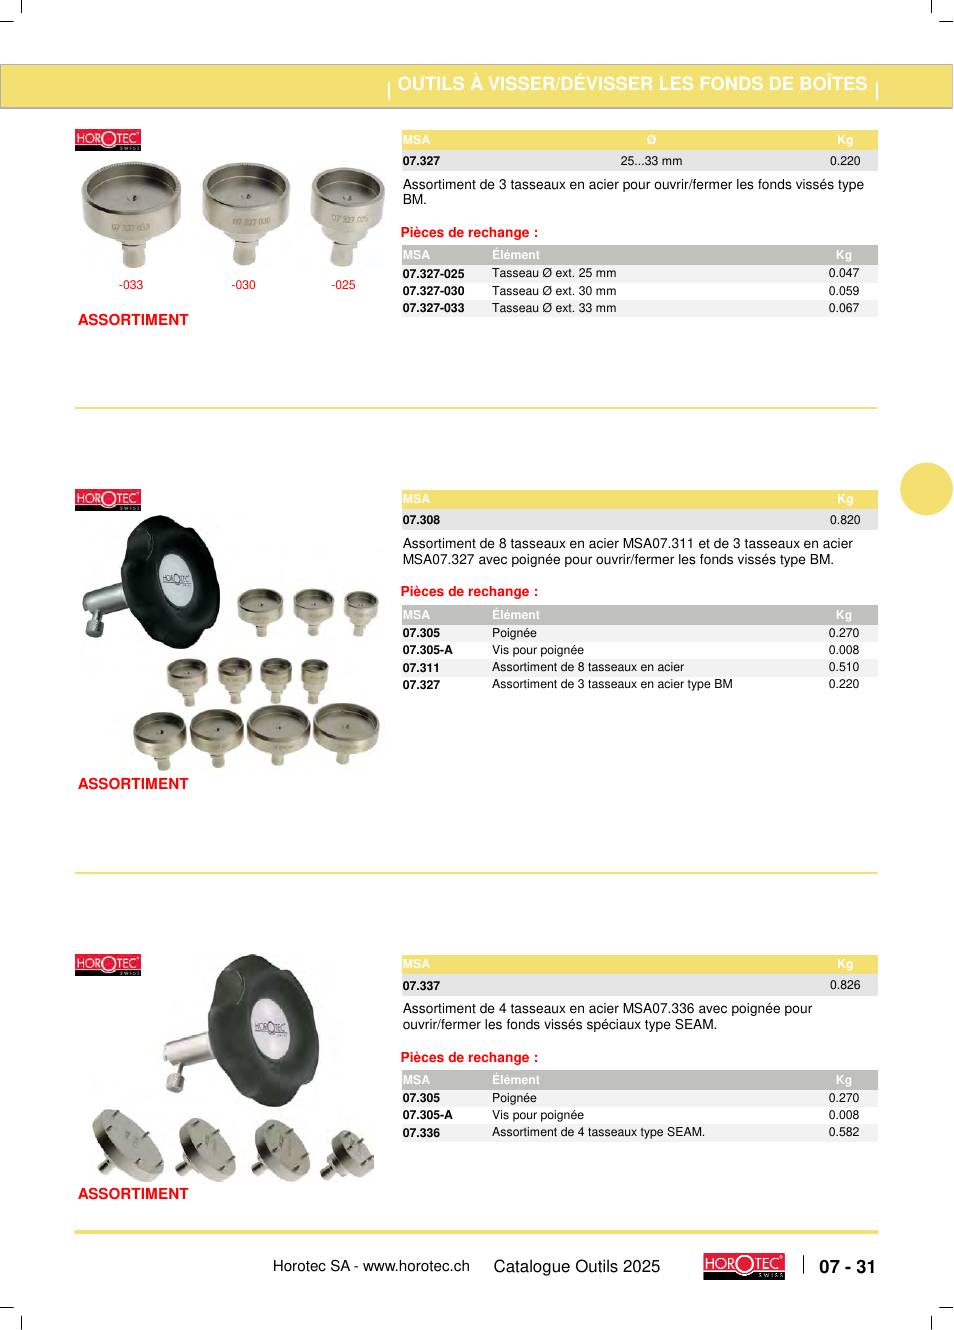 OUTILS À VISSER/DÉVISSER LES FONDS DE BOÎTES
HOROTEC®
SWISS
07 327 033
07 327 030
07 327 025
-033 -030 -025
ASSORTIMENT
MSA Ø Kg
07.327 25...33 mm 0.220
Assortiment de 3 tasseaux en acier pour ouvrir/fermer les fonds vissés type
BM.
Pièces de rechange :
MSA Élément Kg
07.327-025 Tasseau Ø ext. 25 mm 0.047
07.327-030 Tasseau Ø ext. 30 mm 0.059
07.327-033 Tasseau Ø ext. 33 mm 0.067
HOROTEC®
SWISS
HOROTEC®
ASSORTIMENT
MSA Kg
07.308 0.820
Assortiment de 8 tasseaux en acier MSA07.311 et de 3 tasseaux en acier
MSA07.327 avec poignée pour ouvrir/fermer les fonds vissés type BM.
Pièces de rechange :
MSA Élément Kg
07.305 Poignée 0.270
07.305-A Vis pour poignée 0.008
07.311 Assortiment de 8 tasseaux en acier 0.510
07.327 Assortiment de 3 tasseaux en acier type BM 0.220
HOROTEC®
SWISS
HOROTEC®
ASSORTIMENT
MSA Kg
07.337 0.826
Assortiment de 4 tasseaux en acier MSA07.336 avec poignée pour
ouvrir/fermer les fonds vissés spéciaux type SEAM.
Pièces de rechange :
MSA Élément Kg
07.305 Poignée 0.270
07.305-A Vis pour poignée 0.008
07.336 Assortiment de 4 tasseaux type SEAM. 0.582
Horotec SA - www.horotec.ch Catalogue Outils 2025 HOROTEC® SWISS 07 - 31